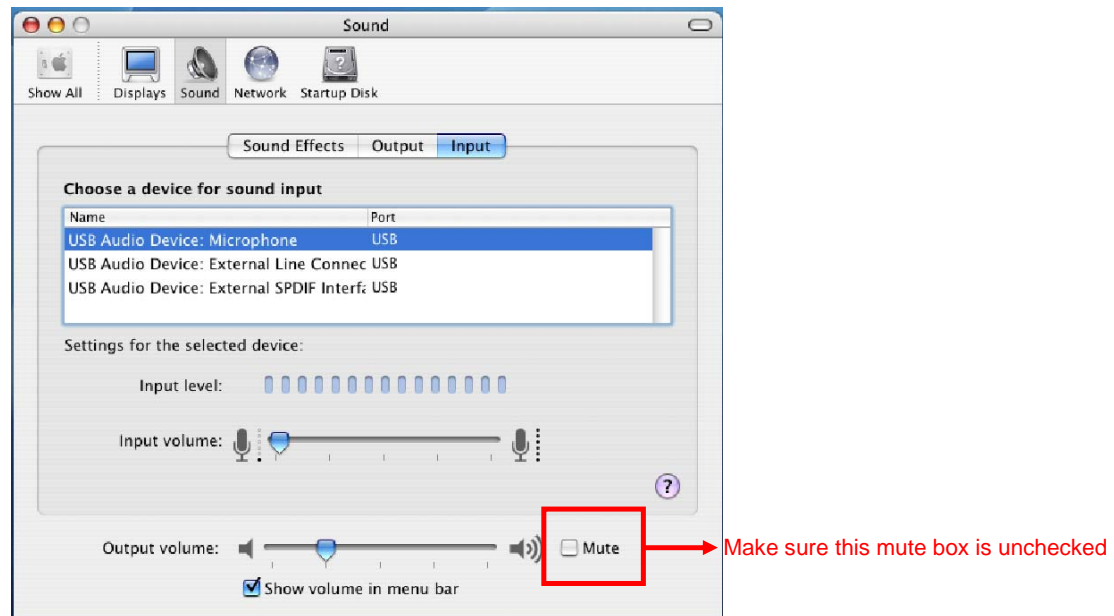 Sound
Show All Displays Sound Network Startup Disk
Sound Effects Output Input
Choose a device for sound input
Name Port
USB Audio Device: Microphone USB
USB Audio Device: External Line Connec USB
USB Audio Device: External SPDIF Interfa USB
Settings for the selected device:
Input level:
Input volume:
?
Output volume: Mute
Make sure this mute box is unchecked
Show volume in menu bar